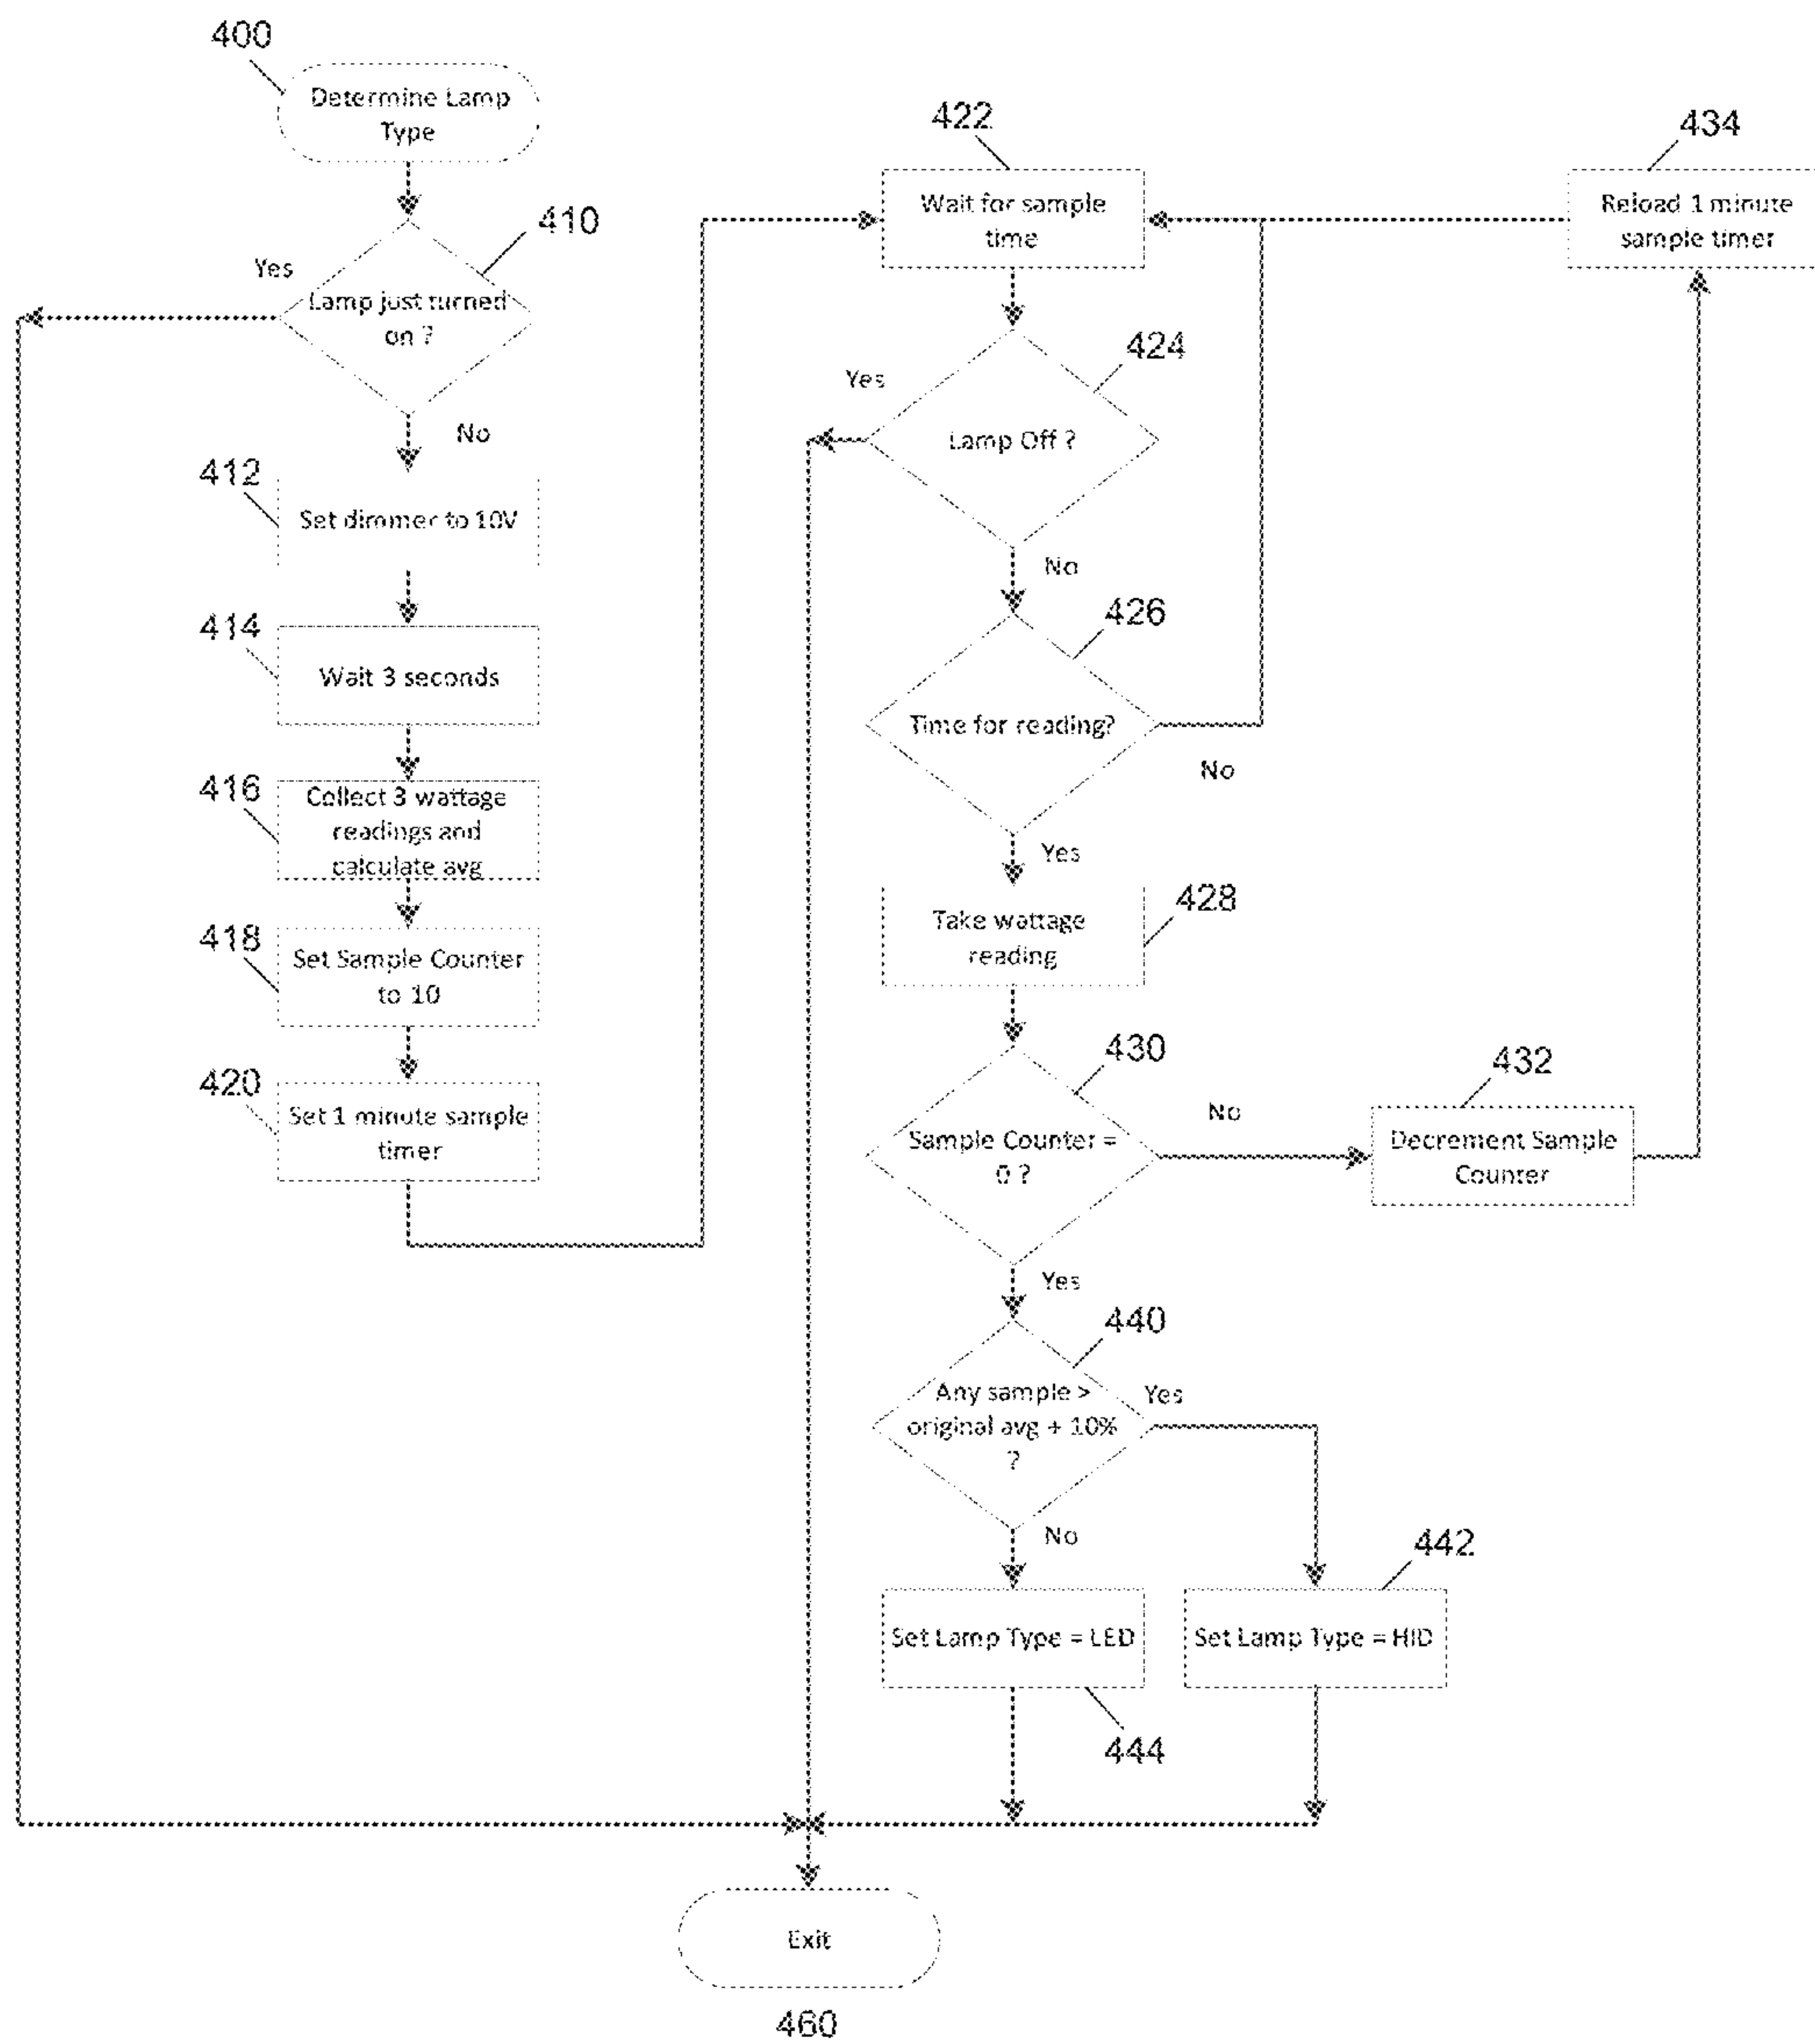 400
Determine Lamp
Type
410
Yes
Lamp just turned
on ?
No
412
Set dimmer to 10V
414
Wait 3 seconds
416
Collect 3 wattage
readings and
calculate avg
418
Set Sample Counter
to 10
420
Set 1 minute sample
timer
422
Wait for sample
time
424
Yes
Lamp Off ?
No
426
Time for reading?
No
Yes
428
Take wattage
reading
430
Sample Counter =
0 ?
No
432
Decrement Sample
Counter
434
Reload 1 minute
sample timer
Yes
440
Any sample >
original avg + 10%
?
Yes
No
442
Set Lamp Type = LED
Set Lamp Type = HID
444
Exit
460